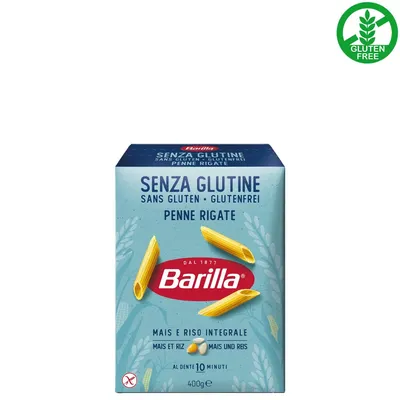 GLUTEN
FREE
SENZA GLUTINE
SANS GLUTEN • GLUTENFREI
PENNE RIGATE
DAL 1877
Barilla®
MAIS E RISO INTEGRALE
MAIS ET RIZ MAIS UND REIS
AL DENTE 10 MINUTI
400g℮